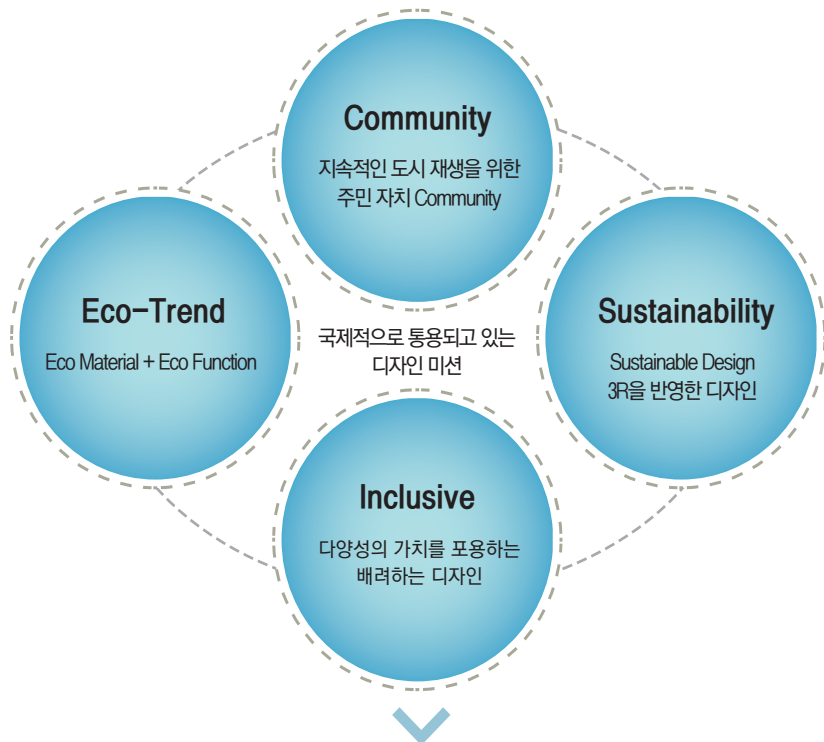 Community
지속적인 도시 재생을 위한
주민 자치 Community
Eco-Trend
Eco Material + Eco Function
국제적으로 통용되고 있는
디자인 미션
Sustainability
Sustainable Design
3R을 반영한 디자인
Inclusive
다양성의 가치를 포용하는
배려하는 디자인